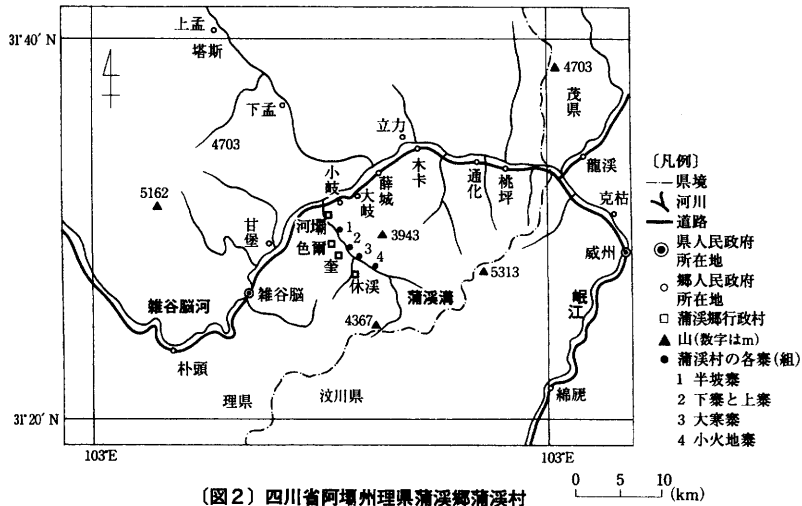 上孟
31°40′N
塔斯
4703
茂県
下孟
4703
立力
龍渓
木卡
通化
桃坪
小岐
薛城
大岐
克枯
5162
甘堡
河壩
1
3943
色爾
2
3
威州
奎
4
5313
休渓
雑谷脳河
雑谷脳
蒲渓溝
岷江
4367
朴頭
綿虒
理県
汶川県
31°20′N
103°E
103°E
〔凡例〕
県境
河川
道路
県人民政府
所在地
郷人民政府
所在地
蒲渓郷行政村
山(数字はm)
蒲渓村の各寨(組)
1 半坡寨
2 下寨と上寨
3 大寒寨
4 小火地寨
0 5 10(km)
〔図2〕四川省阿壩州理県蒲渓郷蒲渓村